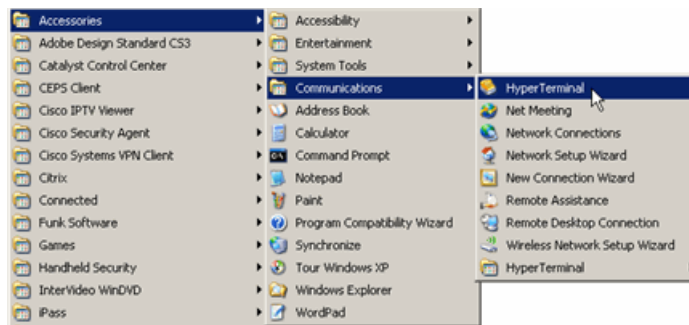 Accessories
Adobe Design Standard CS3
Catalyst Control Center
CEPS Client
Cisco IPTV Viewer
Cisco Security Agent
Cisco Systems VPN Client
Citrix
Connected
Funk Software
Games
Handheld Security
InterVideo WinDVD
iPass
Accessibility
Entertainment
System Tools
Communications
Address Book
Calculator
Command Prompt
Notepad
Paint
Program Compatibility Wizard
Synchronize
Tour Windows XP
Windows Explorer
WordPad
HyperTerminal
Net Meeting
Network Connections
Network Setup Wizard
New Connection Wizard
Remote Assistance
Remote Desktop Connection
Wireless Network Setup Wizard
HyperTerminal